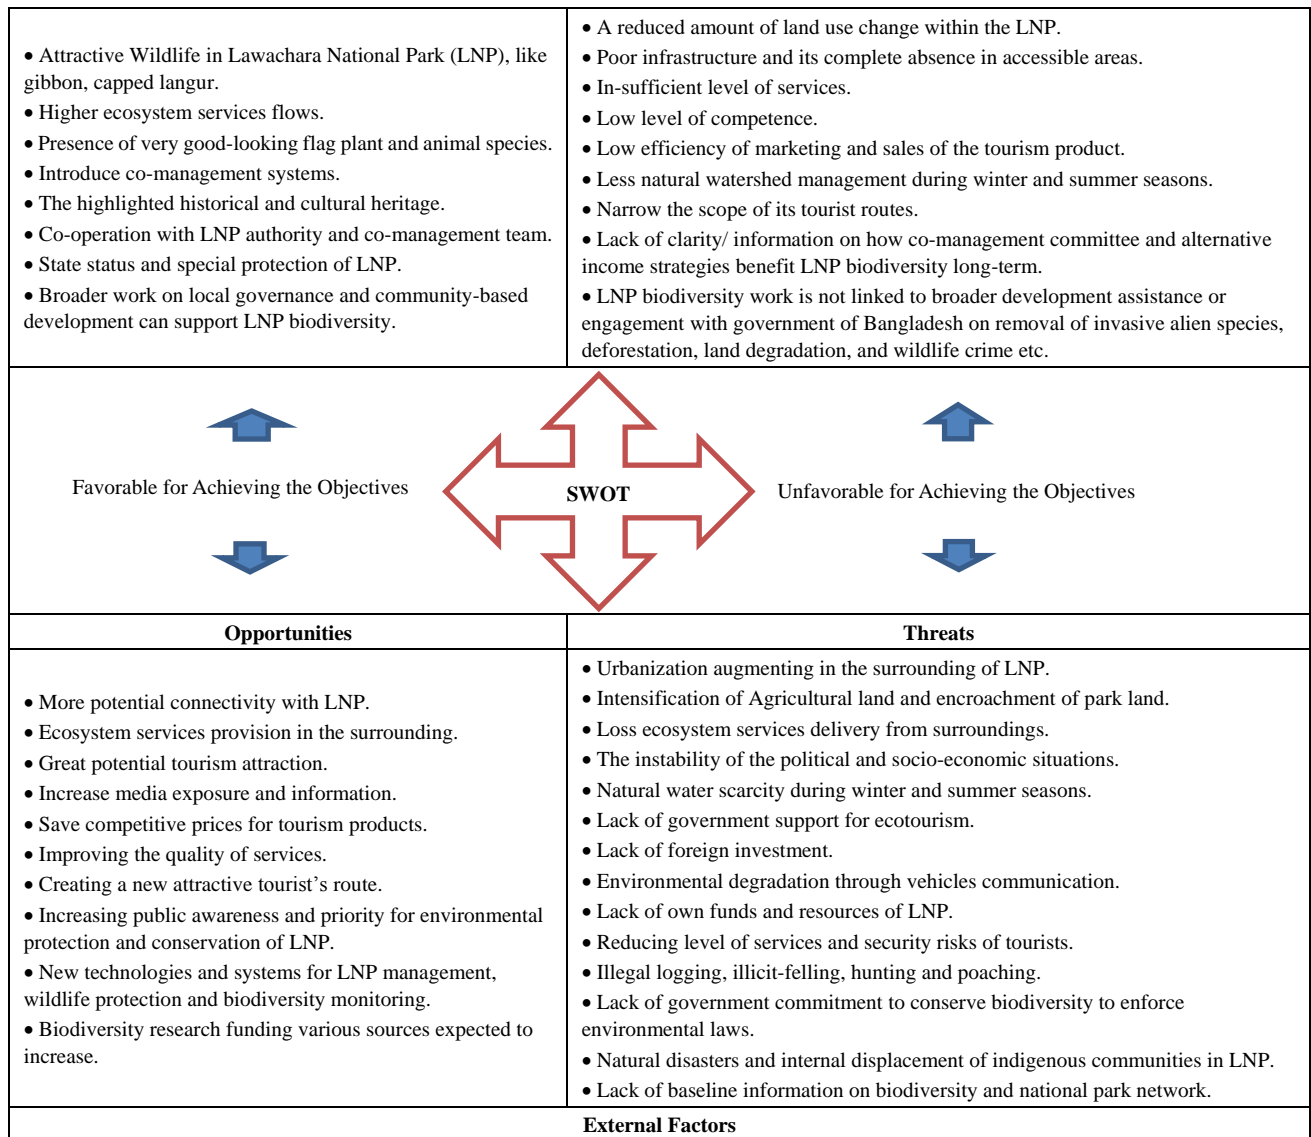 • Attractive Wildlife in Lawachara National Park (LNP), like
gibbon, capped langur.
• Higher ecosystem services flows.
• Presence of very good-looking flag plant and animal species.
• Introduce co-management systems.
• The highlighted historical and cultural heritage.
• Co-operation with LNP authority and co-management team.
• State status and special protection of LNP.
• Broader work on local governance and community-based
development can support LNP biodiversity.
• A reduced amount of land use change within the LNP.
• Poor infrastructure and its complete absence in accessible areas.
• In-sufficient level of services.
• Low level of competence.
• Low efficiency of marketing and sales of the tourism product.
• Less natural watershed management during winter and summer seasons.
• Narrow the scope of its tourist routes.
• Lack of clarity/ information on how co-management committee and alternative
income strategies benefit LNP biodiversity long-term.
• LNP biodiversity work is not linked to broader development assistance or
engagement with government of Bangladesh on removal of invasive alien species,
deforestation, land degradation, and wildlife crime etc.
Favorable for Achieving the Objectives
SWOT
Unfavorable for Achieving the Objectives
Opportunities
Threats
• More potential connectivity with LNP.
• Ecosystem services provision in the surrounding.
• Great potential tourism attraction.
• Increase media exposure and information.
• Save competitive prices for tourism products.
• Improving the quality of services.
• Creating a new attractive tourist's route.
• Increasing public awareness and priority for environmental
protection and conservation of LNP.
• New technologies and systems for LNP management,
wildlife protection and biodiversity monitoring.
• Biodiversity research funding various sources expected to
increase.
• Urbanization augmenting in the surrounding of LNP.
• Intensification of Agricultural land and encroachment of park land.
• Loss ecosystem services delivery from surroundings.
• The instability of the political and socio-economic situations.
• Natural water scarcity during winter and summer seasons.
• Lack of government support for ecotourism.
• Lack of foreign investment.
• Environmental degradation through vehicles communication.
• Lack of own funds and resources of LNP.
• Reducing level of services and security risks of tourists.
• Illegal logging, illicit-felling, hunting and poaching.
• Lack of government commitment to conserve biodiversity to enforce
environmental laws.
• Natural disasters and internal displacement of indigenous communities in LNP.
• Lack of baseline information on biodiversity and national park network.
External Factors